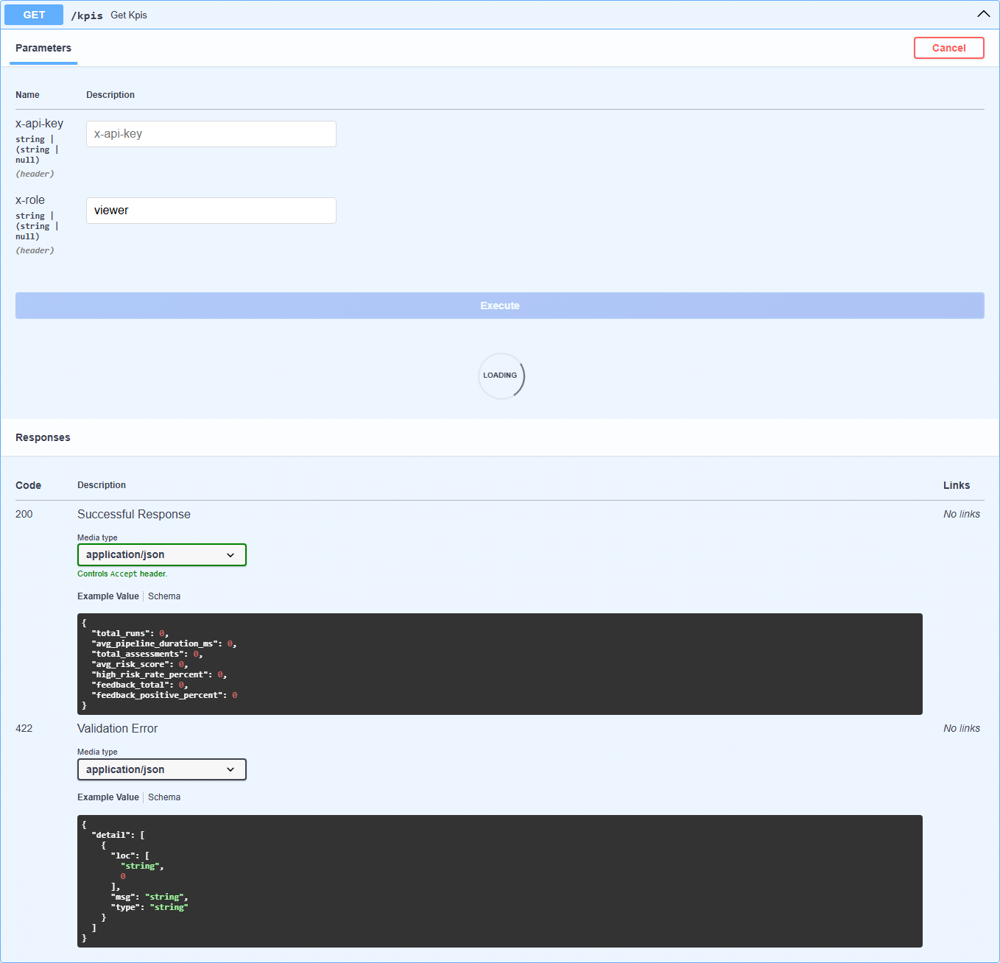 GET /kpis Get Kpis
Parameters Cancel
Name Description
x-api-key
string |
(string |
null)
(header)
x-api-key
x-role
string |
(string |
null)
(header)
viewer
Execute
LOADING
Responses
Code Description Links
200 Successful Response No links
Media type
application/json
Controls Accept header.
Example Value Schema
{
  "total_runs": 0,
  "avg_pipeline_duration_ms": 0,
  "total_assessments": 0,
  "avg_risk_score": 0,
  "high_risk_rate_percent": 0,
  "feedback_total": 0,
  "feedback_positive_percent": 0
}
422 Validation Error No links
Media type
application/json
Example Value Schema
{
  "detail": [
    {
      "loc": [
        "string",
        0
      ],
      "msg": "string",
      "type": "string"
    }
  ]
}